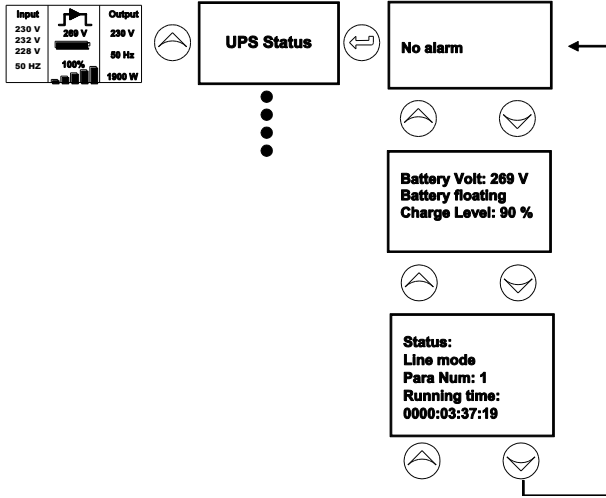 Input
230 V
232 V
228 V
50 HZ
269 V
100%
Output
230 V
50 Hz
1900 W
UPS Status
No alarm
Battery Volt: 269 V
Battery floating
Charge Level: 90 %
Status:
Line mode
Para Num: 1
Running time:
0000:03:37:19